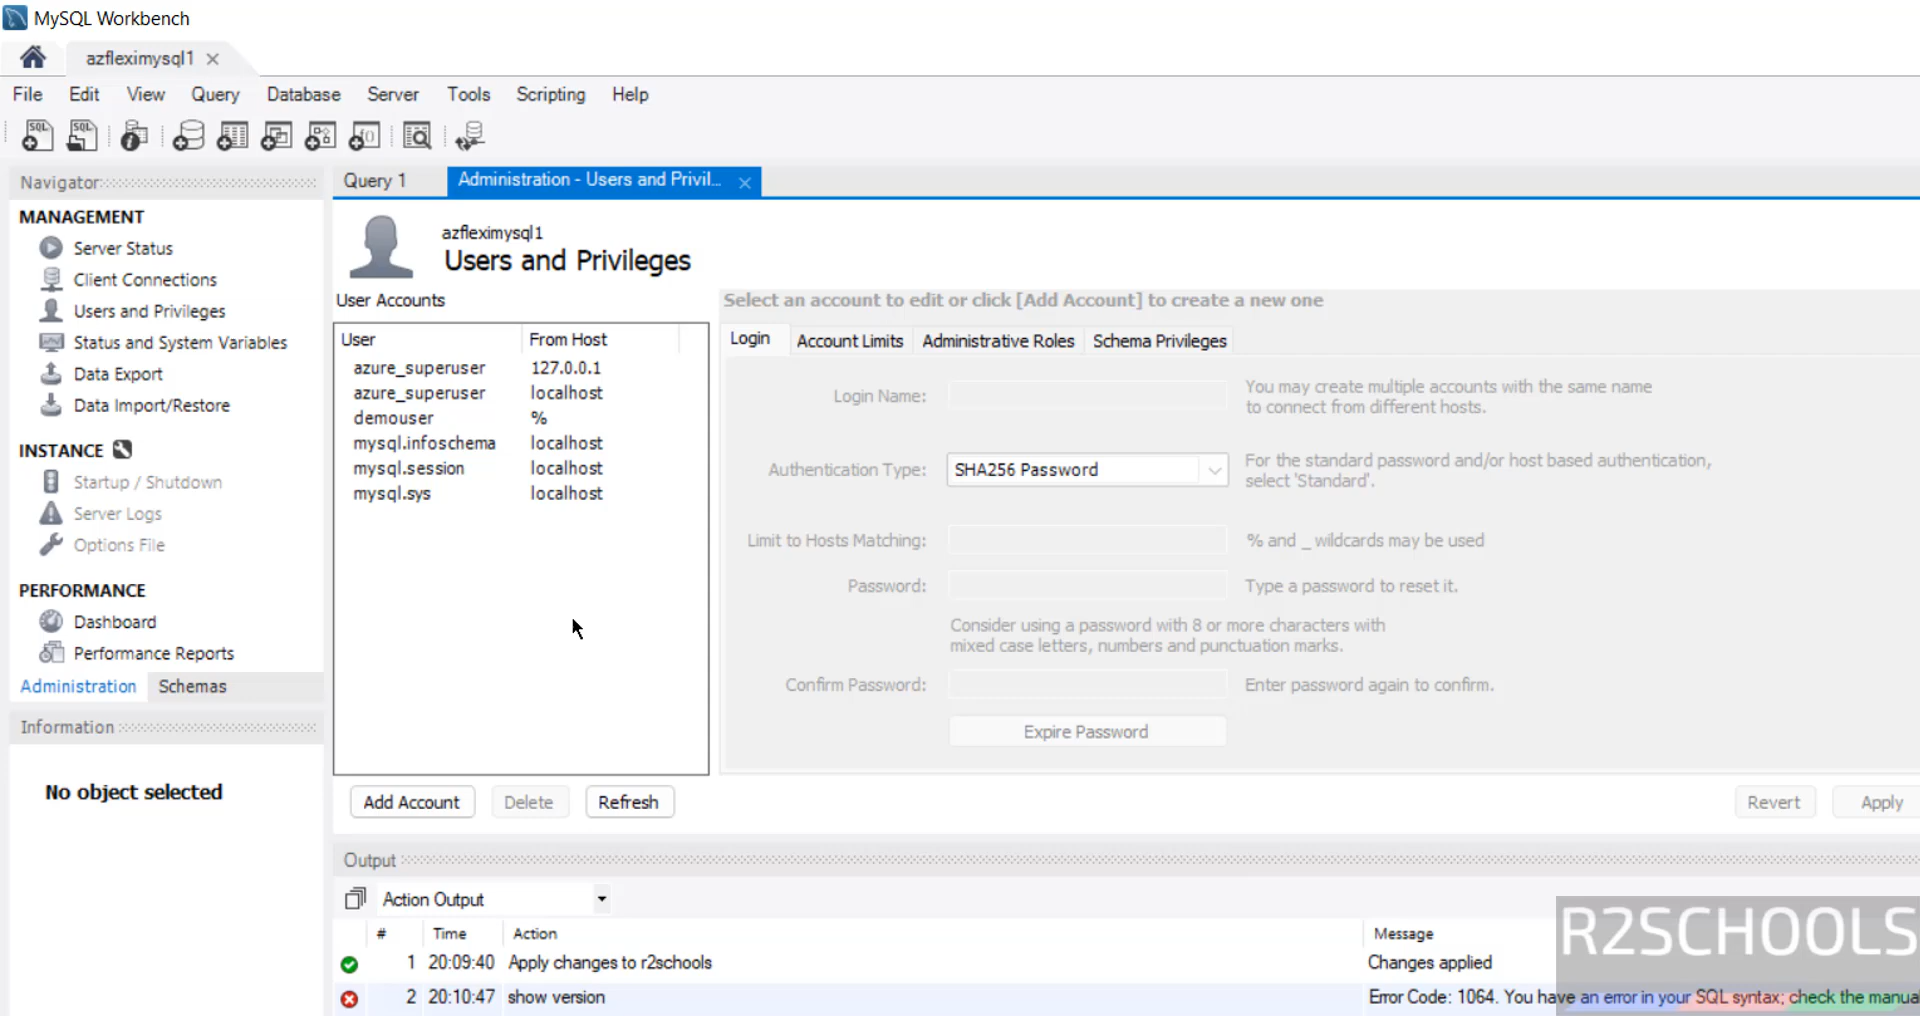 MySQL Workbench
azfleximysql1
File Edit View Query Database Server Tools Scripting Help
Navigator
MANAGEMENT
Server Status
Client Connections
Users and Privileges
Status and System Variables
Data Export
Data Import/Restore
INSTANCE
Startup / Shutdown
Server Logs
Options File
PERFORMANCE
Dashboard
Performance Reports
Administration Schemas
Information
No object selected
Query 1
Administration - Users and Privil...
azfleximysql1
Users and Privileges
User Accounts
User From Host
azure_superuser 127.0.0.1
azure_superuser localhost
demouser %
mysql.infoschema localhost
mysql.session localhost
mysql.sys localhost
Add Account Delete Refresh
Select an account to edit or click [Add Account] to create a new one
Login Account Limits Administrative Roles Schema Privileges
Login Name:
You may create multiple accounts with the same name
to connect from different hosts.
Authentication Type: SHA256 Password
For the standard password and/or host based authentication,
select 'Standard'.
Limit to Hosts Matching: % and _ wildcards may be used
Password: Type a password to reset it.
Consider using a password with 8 or more characters with
mixed case letters, numbers and punctuation marks.
Confirm Password: Enter password again to confirm.
Expire Password
Revert Apply
Output
Action Output
# Time Action Message
1 20:09:40 Apply changes to r2schools Changes applied
2 20:10:47 show version Error Code: 1064. You have an error in your SQL syntax; check the manua
R2SCHOOLS